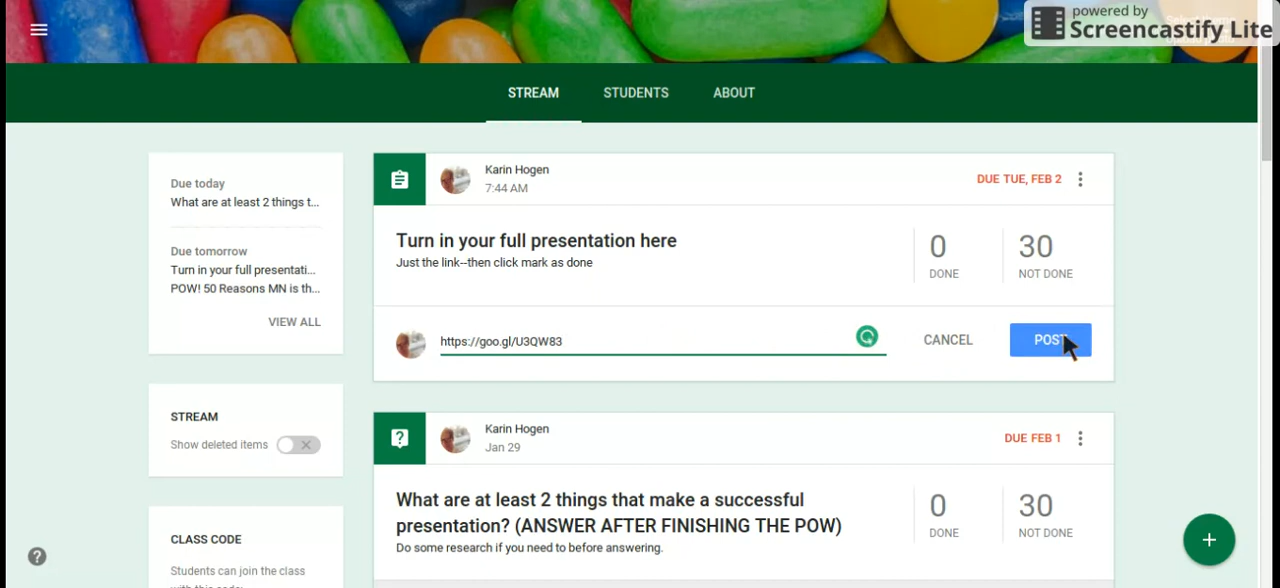 powered by
Screencastify Lite
STREAM
STUDENTS
ABOUT
Due today
What are at least 2 things t...
Due tomorrow
Turn in your full presentati...
POW! 50 Reasons MN is th...
VIEW ALL
STREAM
Show deleted items
CLASS CODE
Students can join the class
with this code:
Karin Hogen
7:44 AM
DUE TUE, FEB 2
Turn in your full presentation here
Just the link--then click mark as done
0
DONE
30
NOT DONE
https://goo.gl/U3QW83
CANCEL
POST
Karin Hogen
Jan 29
DUE FEB 1
What are at least 2 things that make a successful
presentation? (ANSWER AFTER FINISHING THE POW)
Do some research if you need to before answering.
0
DONE
30
NOT DONE